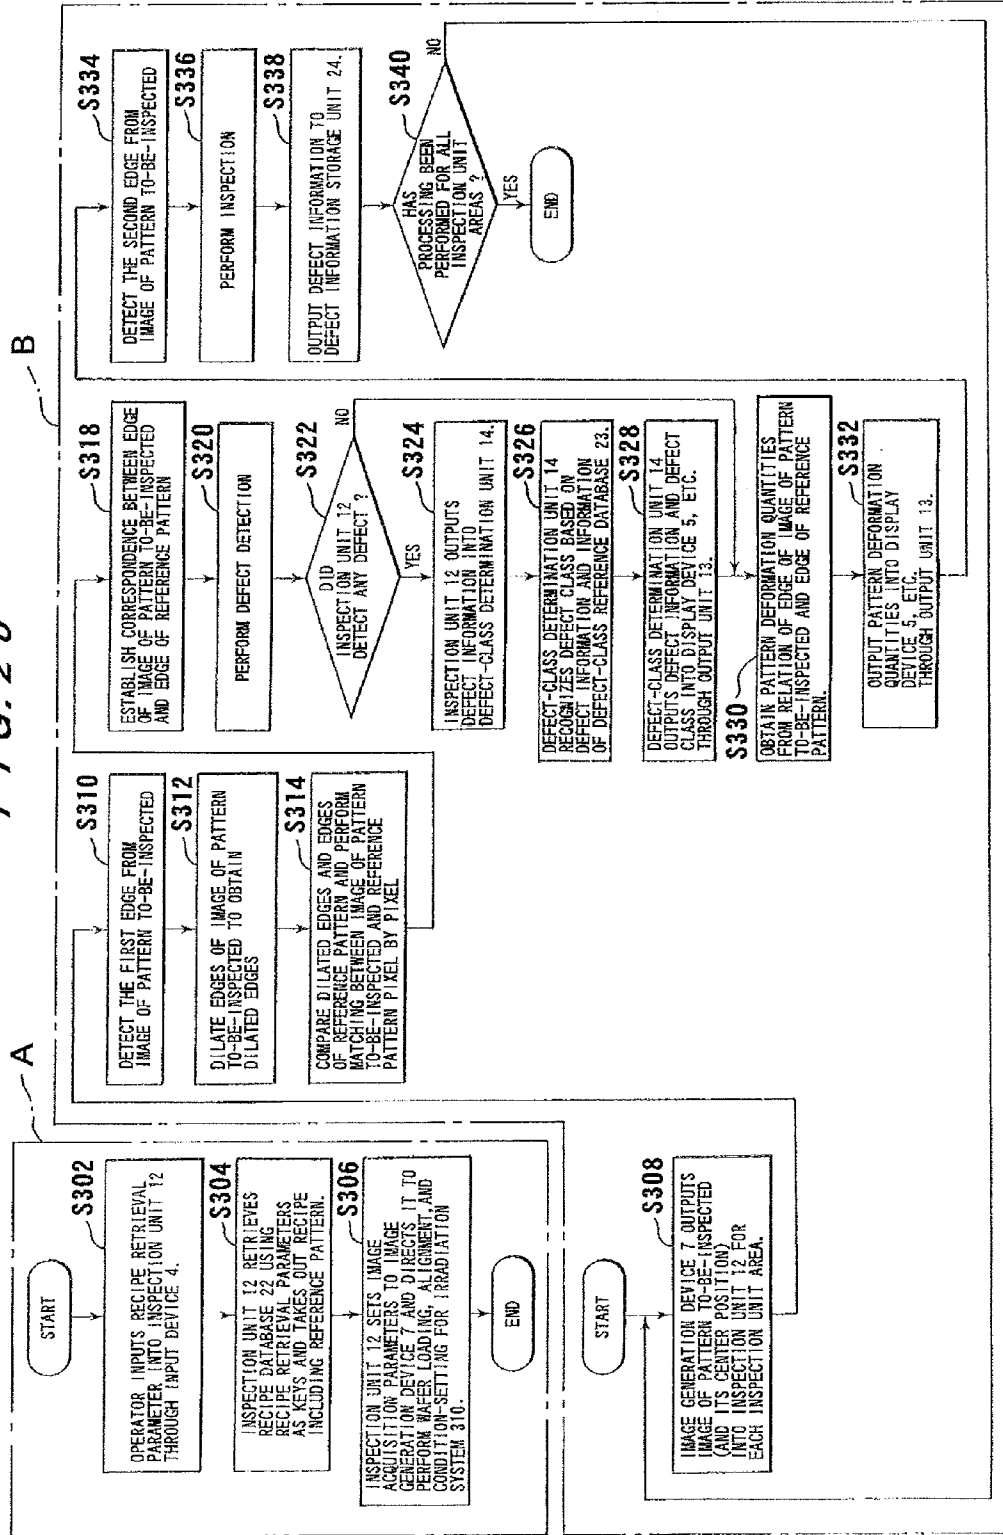 FIG. 26
A
START
S302
OPERATOR INPUTS RECIPE RETRIEVAL
PARAMETER INTO INSPECTION UNIT 12
THROUGH INPUT DEVICE 4.
S304
INSPECTION UNIT 12 RETRIEVES
RECIPE DATABASE 22 USING
RECIPE RETRIEVAL PARAMETERS
AS KEYS AND TAKES OUT RECIPE
INCLUDING REFERENCE PATTERN.
S306
INSPECTION UNIT 12 SETS IMAGE
ACQUISITION PARAMETERS TO IMAGE
GENERATION DEVICE 7 AND DIRECTS IT TO
PERFORM WAFER LOADING, ALIGNMENT, AND
CONDITION-SETTING FOR IRRADIATION
SYSTEM 310.
END
B
START
S308
IMAGE GENERATION DEVICE 7 OUTPUTS
IMAGE OF PATTERN TO-BE-INSPECTED
(AND ITS CENTER POSITION)
INTO INSPECTION UNIT 12 FOR
EACH INSPECTION UNIT AREA.
S310
DETECT THE FIRST EDGE FROM
IMAGE OF PATTERN TO-BE-INSPECTED
S312
DILATE EDGES OF IMAGE OF PATTERN
TO-BE-INSPECTED TO OBTAIN
DILATED EDGES
S314
COMPARE DILATED EDGES AND EDGES
OF REFERENCE PATTERN AND PERFORM
MATCHING BETWEEN IMAGE OF PATTERN
TO-BE-INSPECTED AND REFERENCE
PATTERN PIXEL BY PIXEL
S318
ESTABLISH CORRESPONDENCE BETWEEN EDGE
OF IMAGE OF PATTERN TO-BE-INSPECTED
AND EDGE OF REFERENCE PATTERN
S320
PERFORM DEFECT DETECTION
S322
DID
INSPECTION UNIT 12
DETECT ANY DEFECT ?
NO
YES
S324
INSPECTION UNIT 12 OUTPUTS
DEFECT INFORMATION INTO
DEFECT-CLASS DETERMINATION UNIT 14.
S326
DEFECT-CLASS DETERMINATION UNIT 14
RECOGNIZES DEFECT CLASS BASED ON
DEFECT INFORMATION AND INFORMATION
OF DEFECT-CLASS REFERENCE DATABASE 23.
S328
DEFECT-CLASS DETERMINATION UNIT 14
OUTPUTS DEFECT INFORMATION AND DEFECT
CLASS INTO DISPLAY DEVICE 5, ETC.
THROUGH OUTPUT UNIT 13.
S330
OBTAIN PATTERN DEFORMATION QUANTITIES
FROM RELATION OF EDGE OF IMAGE OF PATTERN
TO-BE-INSPECTED AND EDGE OF REFERENCE
PATTERN.
S332
OUTPUT PATTERN DEFORMATION
QUANTITIES INTO DISPLAY
DEVICE 5, ETC.
THROUGH OUTPUT UNIT 13.
S334
DETECT THE SECOND EDGE FROM
IMAGE OF PATTERN TO-BE-INSPECTED
S336
PERFORM INSPECTION
S338
OUTPUT DEFECT INFORMATION TO
DEFECT INFORMATION STORAGE UNIT 24.
S340
HAS
PROCESSING BEEN
PERFORMED FOR ALL
INSPECTION UNIT
AREAS ?
NO
YES
END